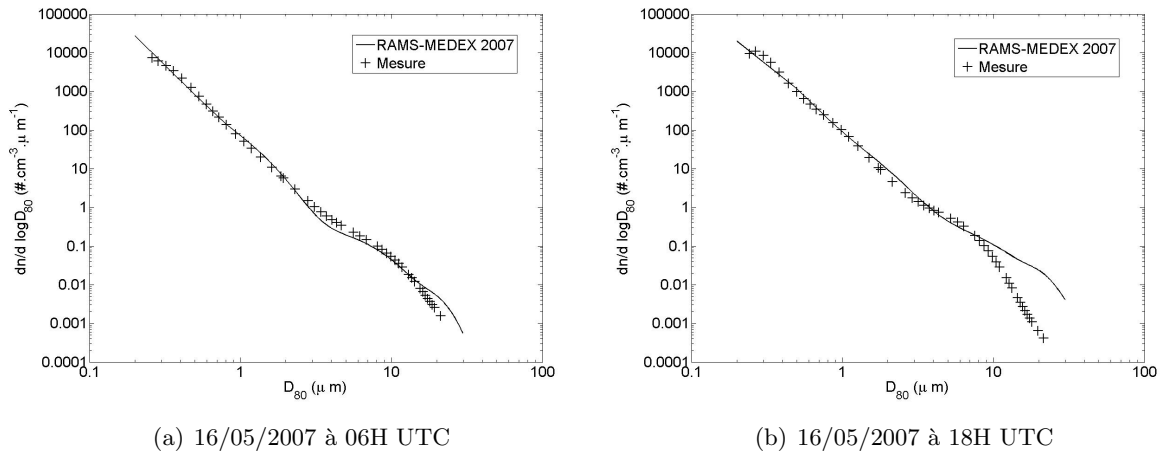 100000
10000
1000
100
10
1
0.1
0.01
0.001
0.0001
dn/d logD80 (#.cm-3.μ m-1)
RAMS-MEDEX 2007
Mesure
0.1
1
10
100
D80 (μ m)
(a) 16/05/2007 à 06H UTC
100000
10000
1000
100
10
1
0.1
0.01
0.001
0.0001
dn/d logD80 (#.cm-3.μ m-1)
RAMS-MEDEX 2007
Mesure
0.1
1
10
100
D80 (μ m)
(b) 16/05/2007 à 18H UTC